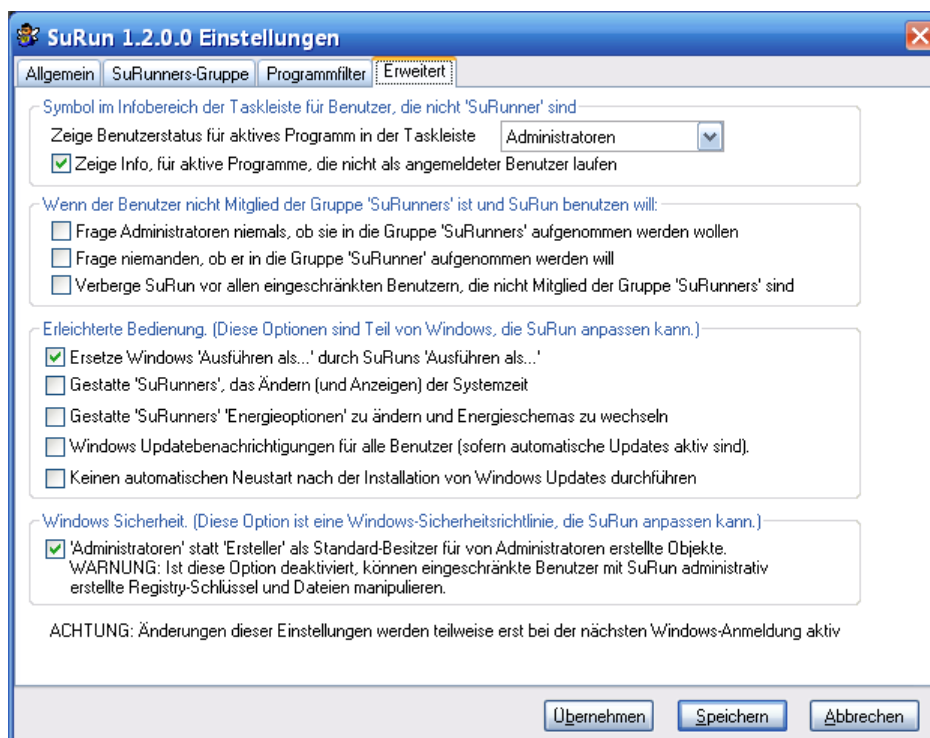 SuRun 1.2.0.0 Einstellungen
Allgemein SuRunners-Gruppe Programmfilter Erweitert
Symbol im Infobereich der Taskleiste für Benutzer, die nicht 'SuRunner' sind
Zeige Benutzerstatus für aktives Programm in der Taskleiste Administratoren
Zeige Info, für aktive Programme, die nicht als angemeldeter Benutzer laufen
Wenn der Benutzer nicht Mitglied der Gruppe 'SuRunners' ist und SuRun benutzen will:
Frage Administratoren niemals, ob sie in die Gruppe 'SuRunners' aufgenommen werden wollen
Frage niemanden, ob er in die Gruppe 'SuRunner' aufgenommen werden will
Verberge SuRun vor allen eingeschränkten Benutzern, die nicht Mitglied der Gruppe 'SuRunners' sind
Erleichterte Bedienung. (Diese Optionen sind Teil von Windows, die SuRun anpassen kann.)
Ersetze Windows 'Ausführen als...' durch SuRuns 'Ausführen als...'
Gestatte 'SuRunners', das Ändern (und Anzeigen) der Systemzeit
Gestatte 'SuRunners' 'Energieoptionen' zu ändern und Energieschemas zu wechseln
Windows Updatebenachrichtigungen für alle Benutzer (sofern automatische Updates aktiv sind).
Keinen automatischen Neustart nach der Installation von Windows Updates durchführen
Windows Sicherheit. (Diese Option ist eine Windows-Sicherheitsrichtlinie, die SuRun anpassen kann.)
'Administratoren' statt 'Ersteller' als Standard-Besitzer für von Administratoren erstellte Objekte.
WARNUNG: Ist diese Option deaktiviert, können eingeschränkte Benutzer mit SuRun administrativ
erstellte Registry-Schlüssel und Dateien manipulieren.
ACHTUNG: Änderungen dieser Einstellungen werden teilweise erst bei der nächsten Windows-Anmeldung aktiv
Übernehmen Speichern Abbrechen